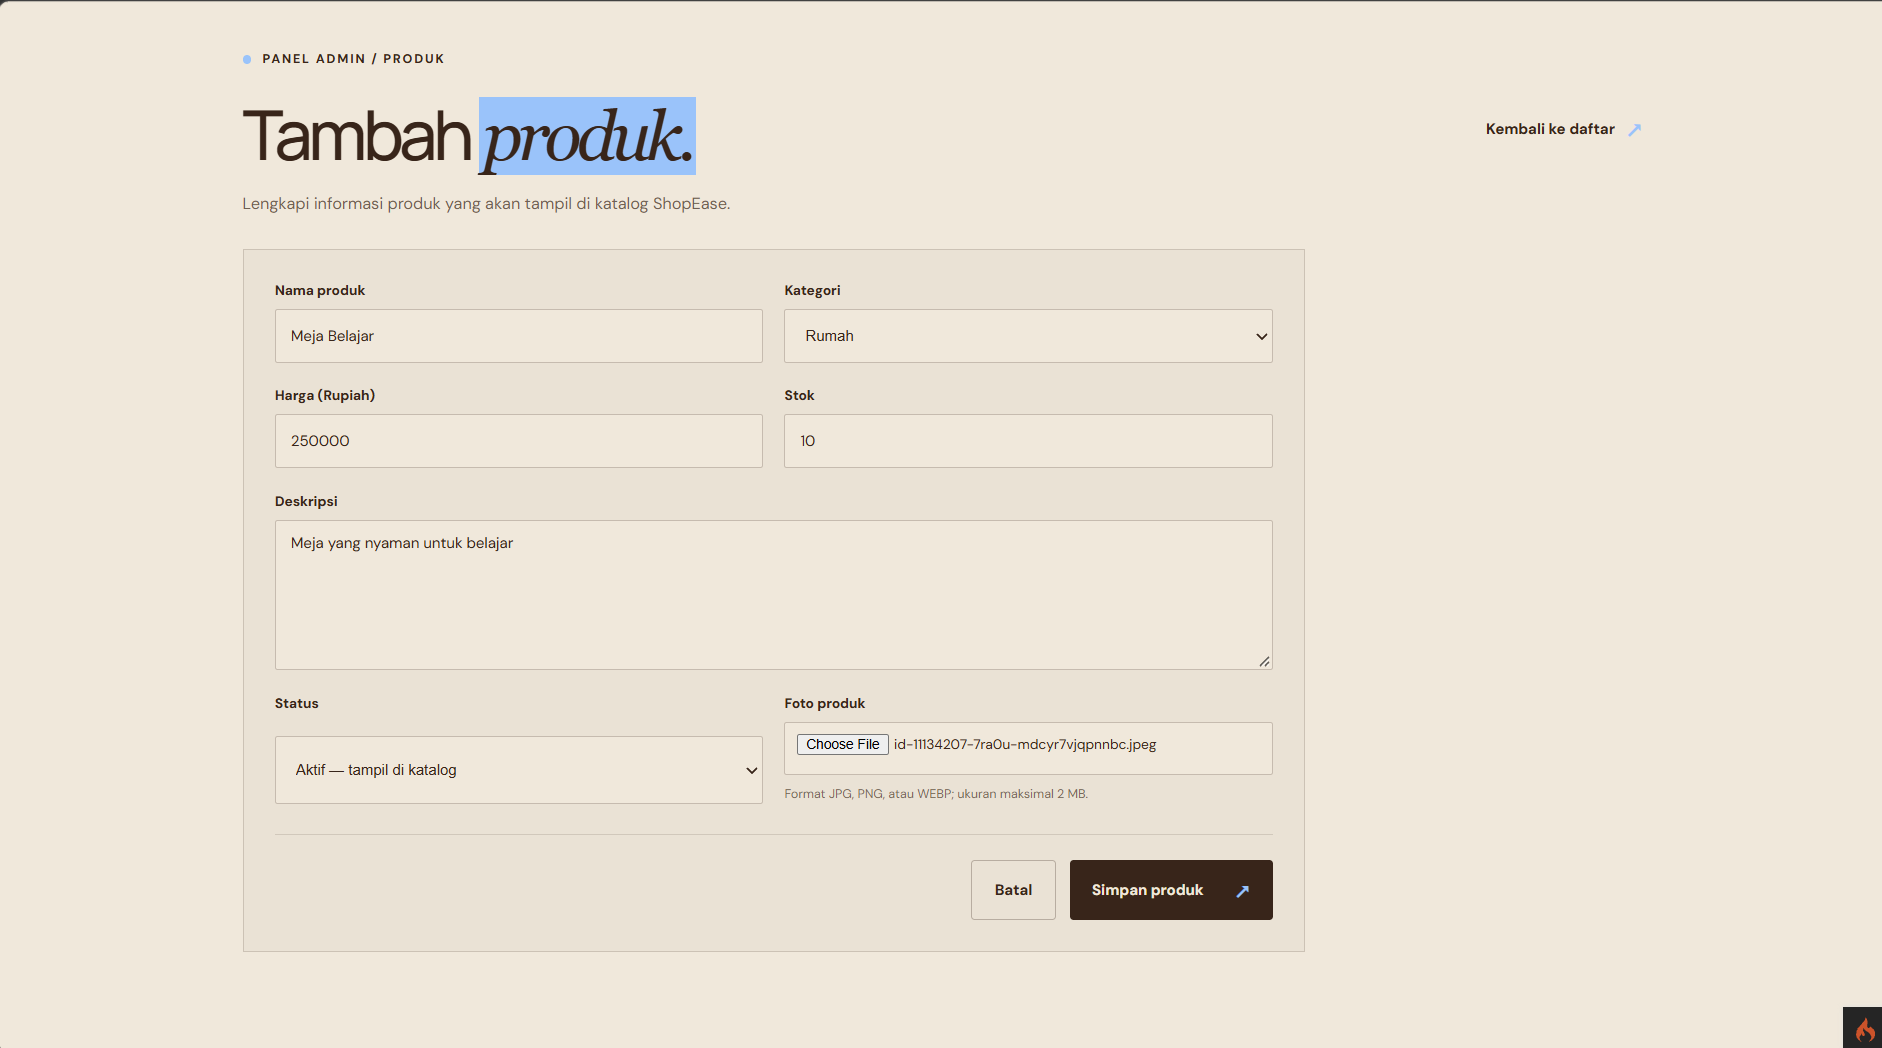 PANEL ADMIN / PRODUK
Tambah produk.
Kembali ke daftar
Lengkapi informasi produk yang akan tampil di katalog ShopEase.
Nama produk
Kategori
Meja Belajar
Rumah
Harga (Rupiah)
Stok
250000
10
Deskripsi
Meja yang nyaman untuk belajar
Status
Foto produk
Aktif — tampil di katalog
Choose File id-11134207-7ra0u-mdcyr7vjqpnnbc.jpeg
Format JPG, PNG, atau WEBP; ukuran maksimal 2 MB.
Batal
Simpan produk